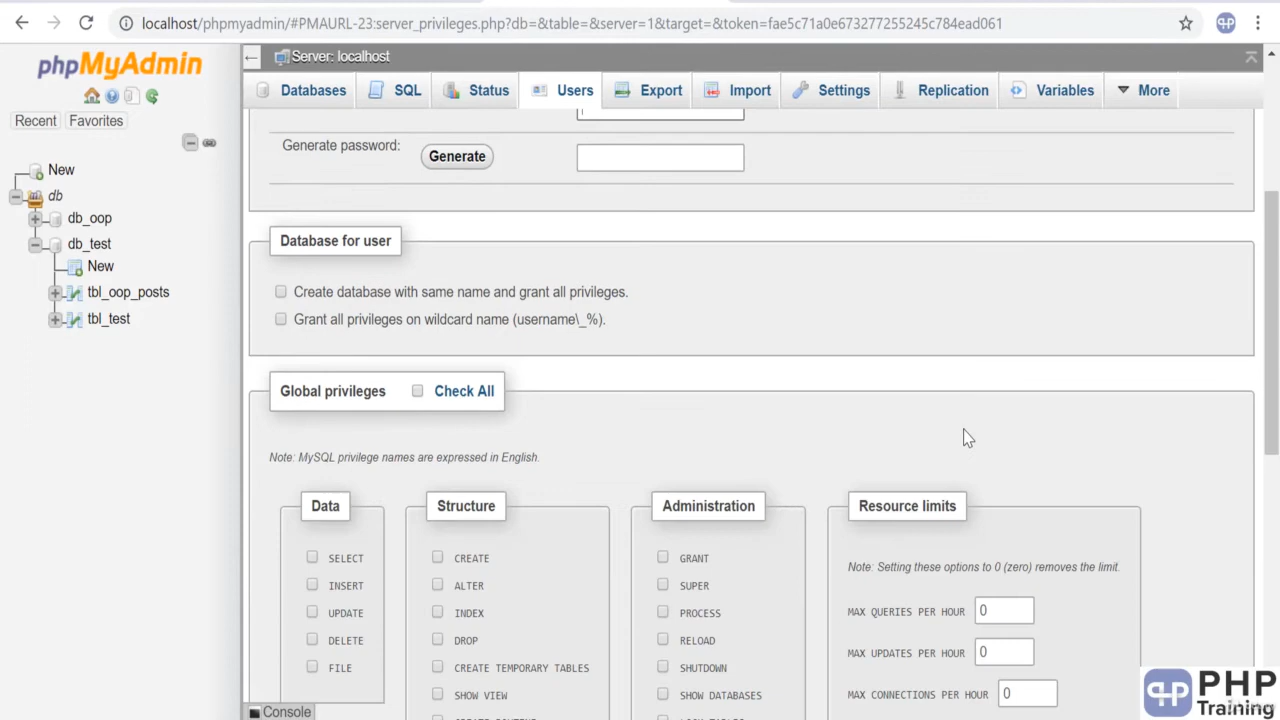 localhost/phpmyadmin/#PMAURL-23:server_privileges.php?db=&table=&server=1&target=&token=fae5c71a0e673277255245c784ead061
phpMyAdmin
Recent Favorites
New
db
db_oop
db_test
New
tbl_oop_posts
tbl_test
Server: localhost
Databases SQL Status Users Export Import Settings Replication Variables More
Generate password: Generate
Database for user
Create database with same name and grant all privileges.
Grant all privileges on wildcard name (username\_%).
Global privileges Check All
Note: MySQL privilege names are expressed in English.
Data
SELECT
INSERT
UPDATE
DELETE
FILE
Structure
CREATE
ALTER
INDEX
DROP
CREATE TEMPORARY TABLES
SHOW VIEW
Administration
GRANT
SUPER
PROCESS
RELOAD
SHUTDOWN
SHOW DATABASES
Resource limits
Note: Setting these options to 0 (zero) removes the limit.
MAX QUERIES PER HOUR 0
MAX UPDATES PER HOUR 0
MAX CONNECTIONS PER HOUR 0
Console
PHP
Training